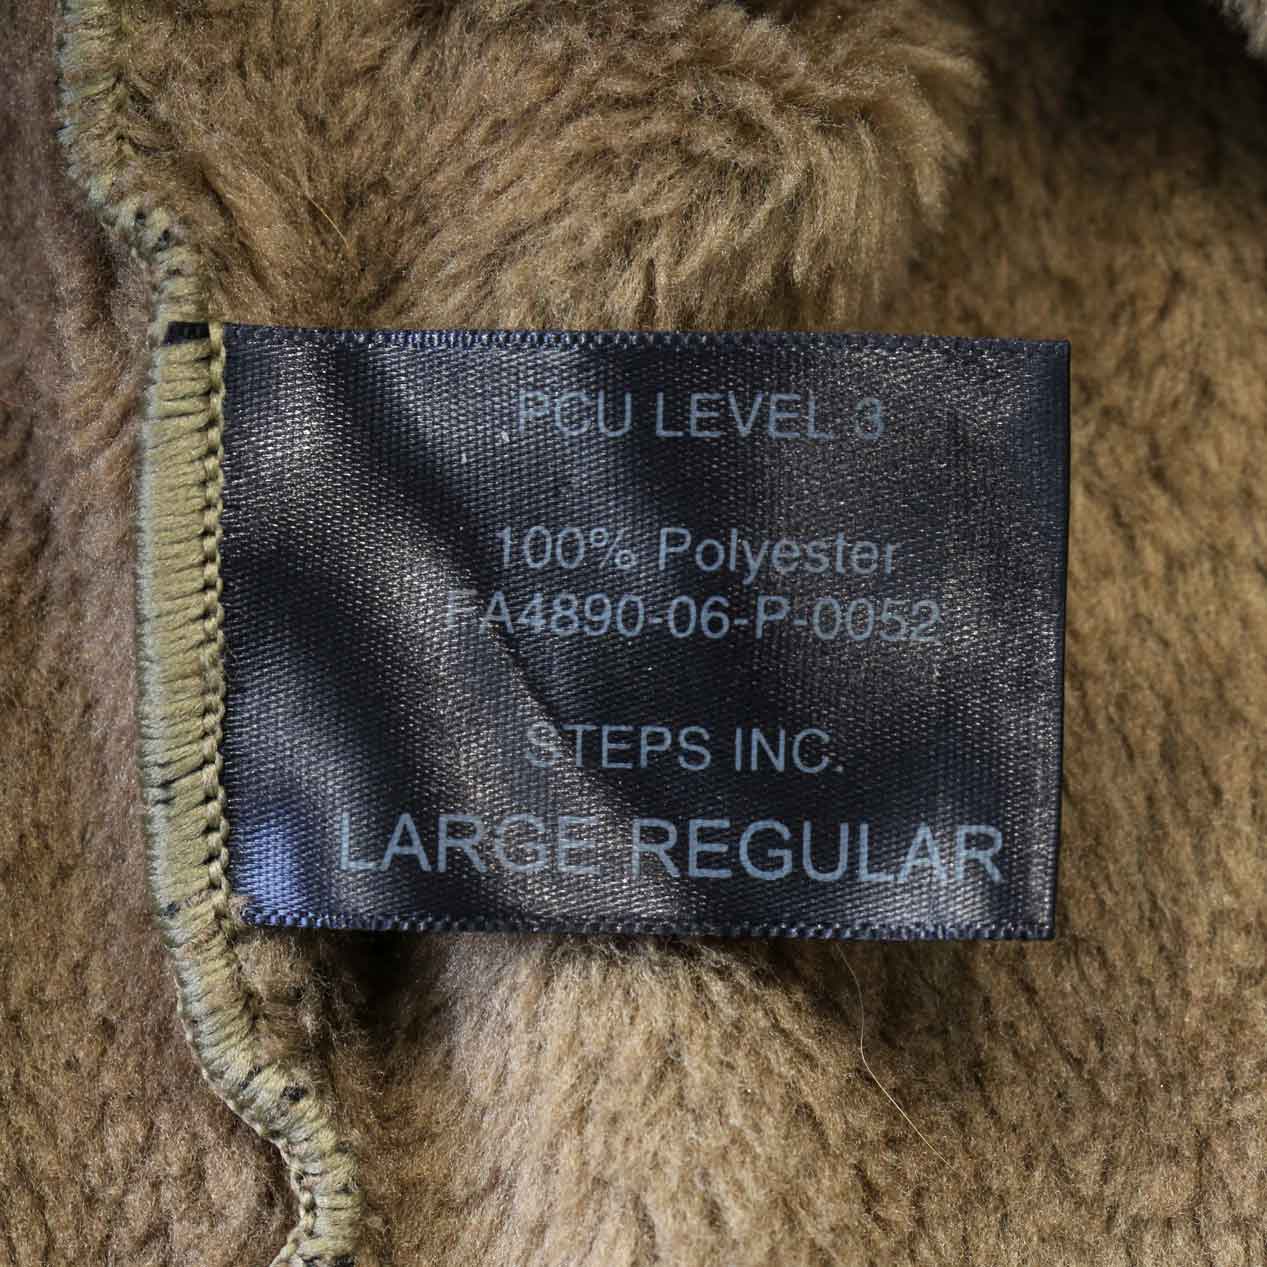 PCU LEVEL 3
100% Polyester
FA4890-06-P-0052
STEPS INC.
LARGE REGULAR